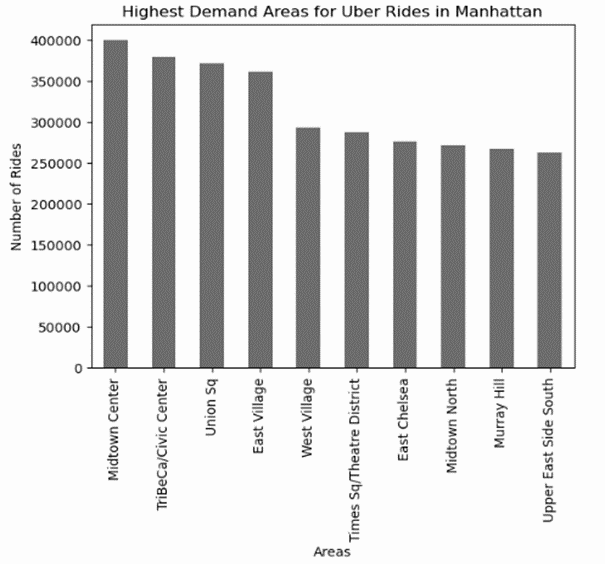 Highest Demand Areas for Uber Rides in Manhattan
Number of Rides
400000
350000
300000
250000
200000
150000
100000
50000
0
Midtown Center
TriBeCa/Civic Center
Union Sq
East Village
West Village
Times Sq/Theatre District
East Chelsea
Midtown North
Murray Hill
Upper East Side South
Areas